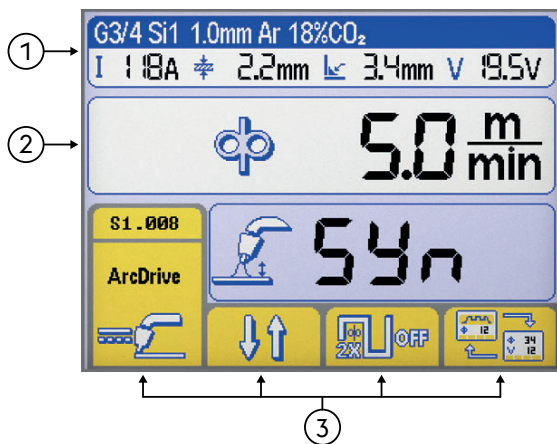 G3/4 Si1 1.0mm Ar 18%CO₂
I 118A 2.2mm 3.4mm V 19.5V
1
2
5.0 m/min
S1.008
Syn
ArcDrive
2X OFF
12
34
V 12
3